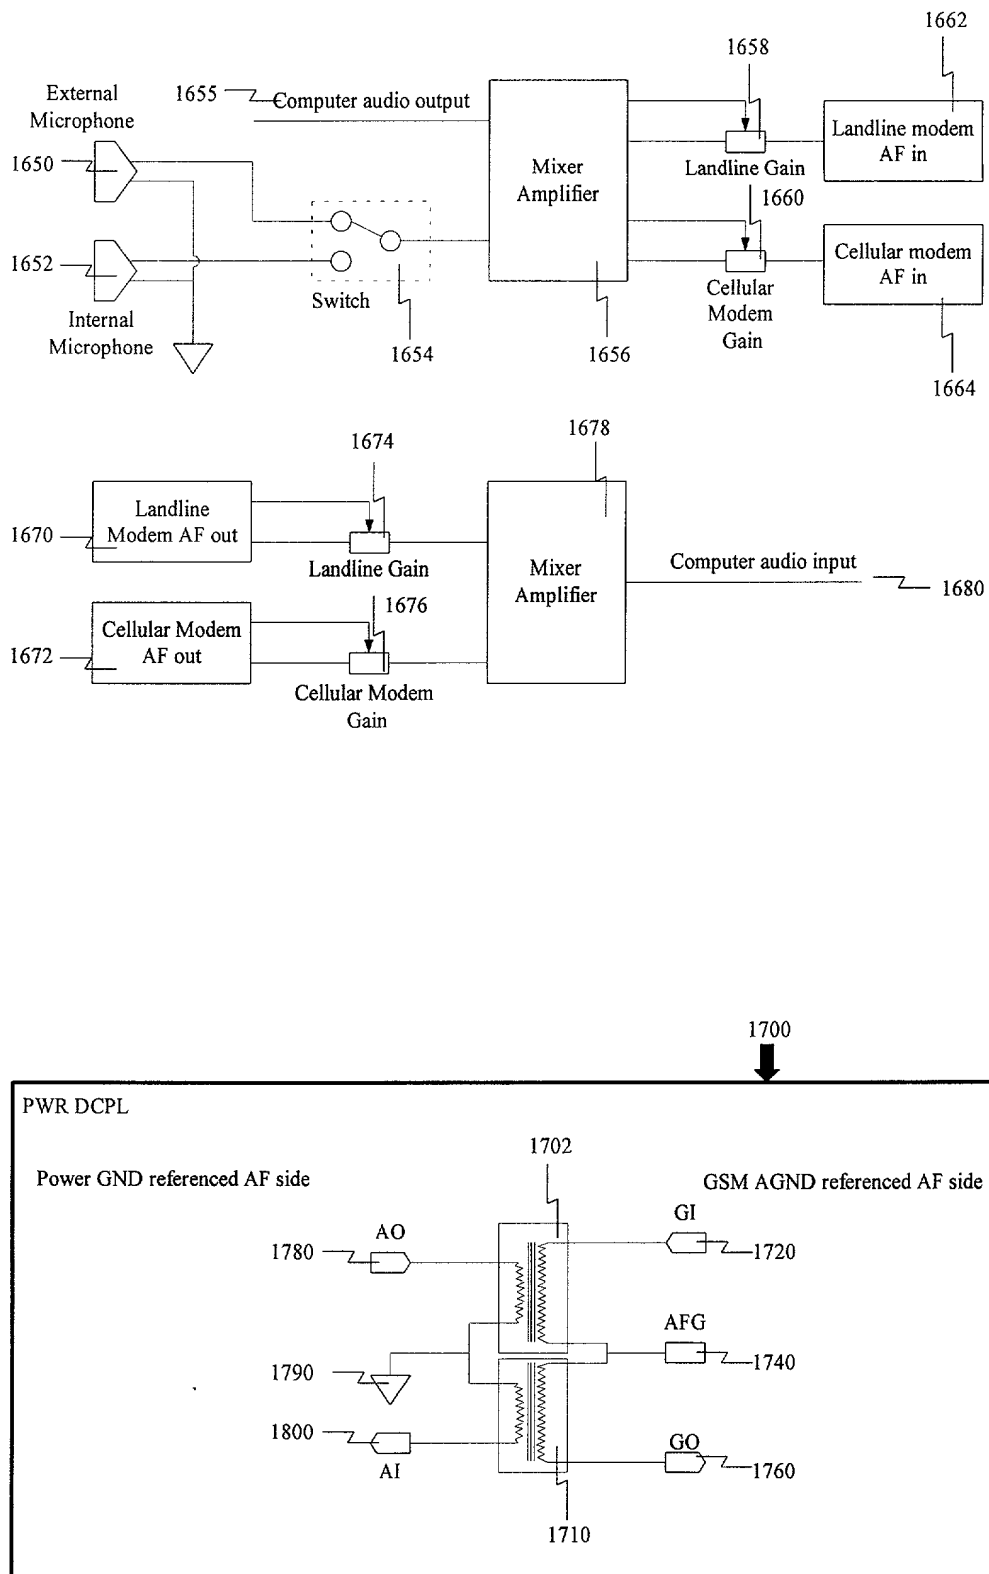 1662
1658
External
Microphone
1655
Computer audio output
1650
Mixer
Amplifier
Landline modem
AF in
Landline Gain
1660
1652
Switch
Cellular modem
AF in
Cellular
Modem
Gain
Internal
Microphone
1654
1656
1664
1674
1678
Landline
Modem AF out
1670
Landline Gain
Mixer
Amplifier
Computer audio input
1680
1676
Cellular Modem
AF out
1672
Cellular Modem
Gain
1700
PWR DCPL
1702
Power GND referenced AF side
GSM AGND referenced AF side
AO
GI
1780
1720
AFG
1790
1740
1800
AI
GO
1760
1710